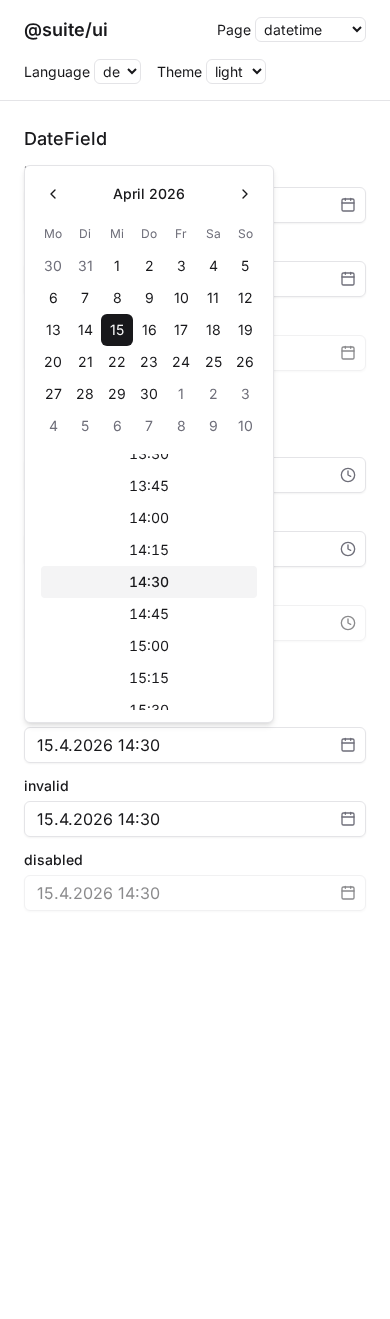 @suite/ui
Page datetime
Language de Theme light
DateField
April 2026
Mo Di Mi Do Fr Sa So
30 31 1 2 3 4 5
6 7 8 9 10 11 12
13 14 15 16 17 18 19
20 21 22 23 24 25 26
27 28 29 30 1 2 3
4 5 6 7 8 9 10
13:30
13:45
14:00
14:15
14:30
14:45
15:00
15:15
15:30
15.4.2026 14:30
invalid
15.4.2026 14:30
disabled
15.4.2026 14:30